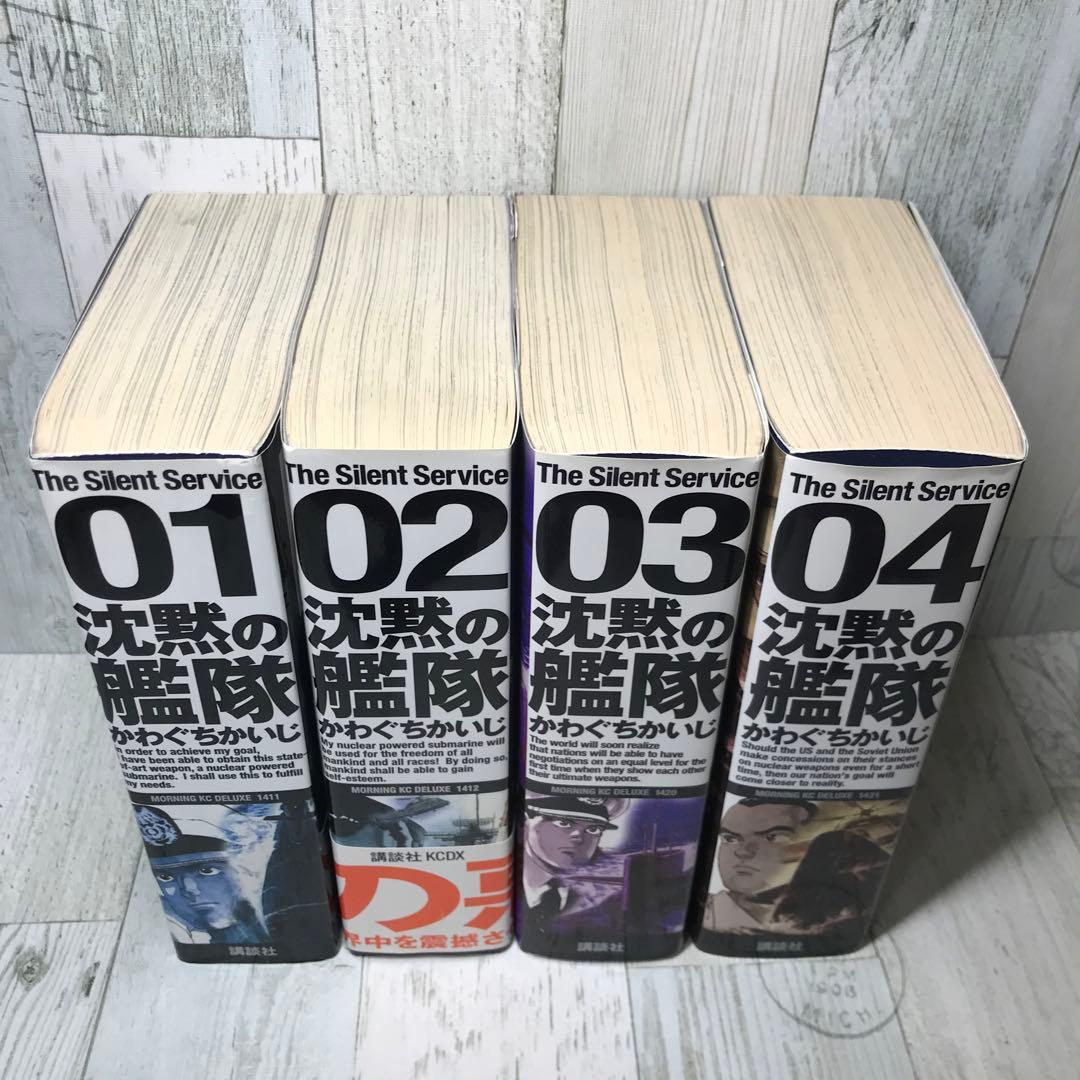 The Silent Service
01
沈黙の
艦隊
かわぐちかいじ
n order to achieve my goal,
have been able to obtain this state-
f-art weapon, a nuclear powered
submarine. I shall use this to fulfill
my needs.
MORNING KC DELUXE 1411
講談社
The Silent Service
02
沈黙の
艦隊
かわぐちかいじ
My nuclear powered submarine will
be used for the freedom of all
mankind and all races! By doing so,
mankind shall be able to gain
self-esteem.
MORNING KC DELUXE 1412
講談社 KCDX
界中を震撼さ
The Silent Service
03
沈黙の
艦隊
かわぐちかいじ
The world will soon realize
that nations will be able to have
negotiations on an equal level for the
first time when they show each other
their ultimate weapons.
MORNING KC DELUXE 1420
講談社
The Silent Service
04
沈黙の
艦隊
かわぐちかいじ
Should the US and the Soviet Union
make concessions on their stances
on nuclear weapons even for a short
time, then our nation's goal will
come closer to reality.
MORNING KC DELUXE 1421
講談社